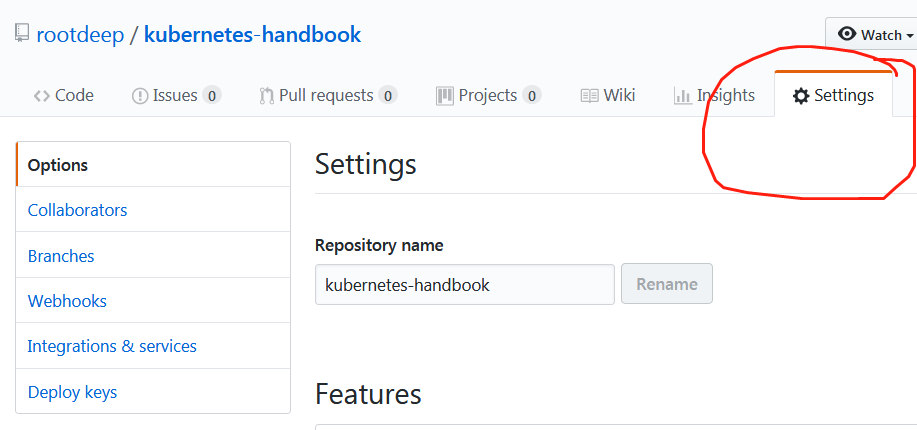 rootdeep / kubernetes-handbook
Watch
Code
Issues 0
Pull requests 0
Projects 0
Wiki
Insights
Settings
Options
Collaborators
Branches
Webhooks
Integrations & services
Deploy keys
Settings
Repository name
kubernetes-handbook
Rename
Features